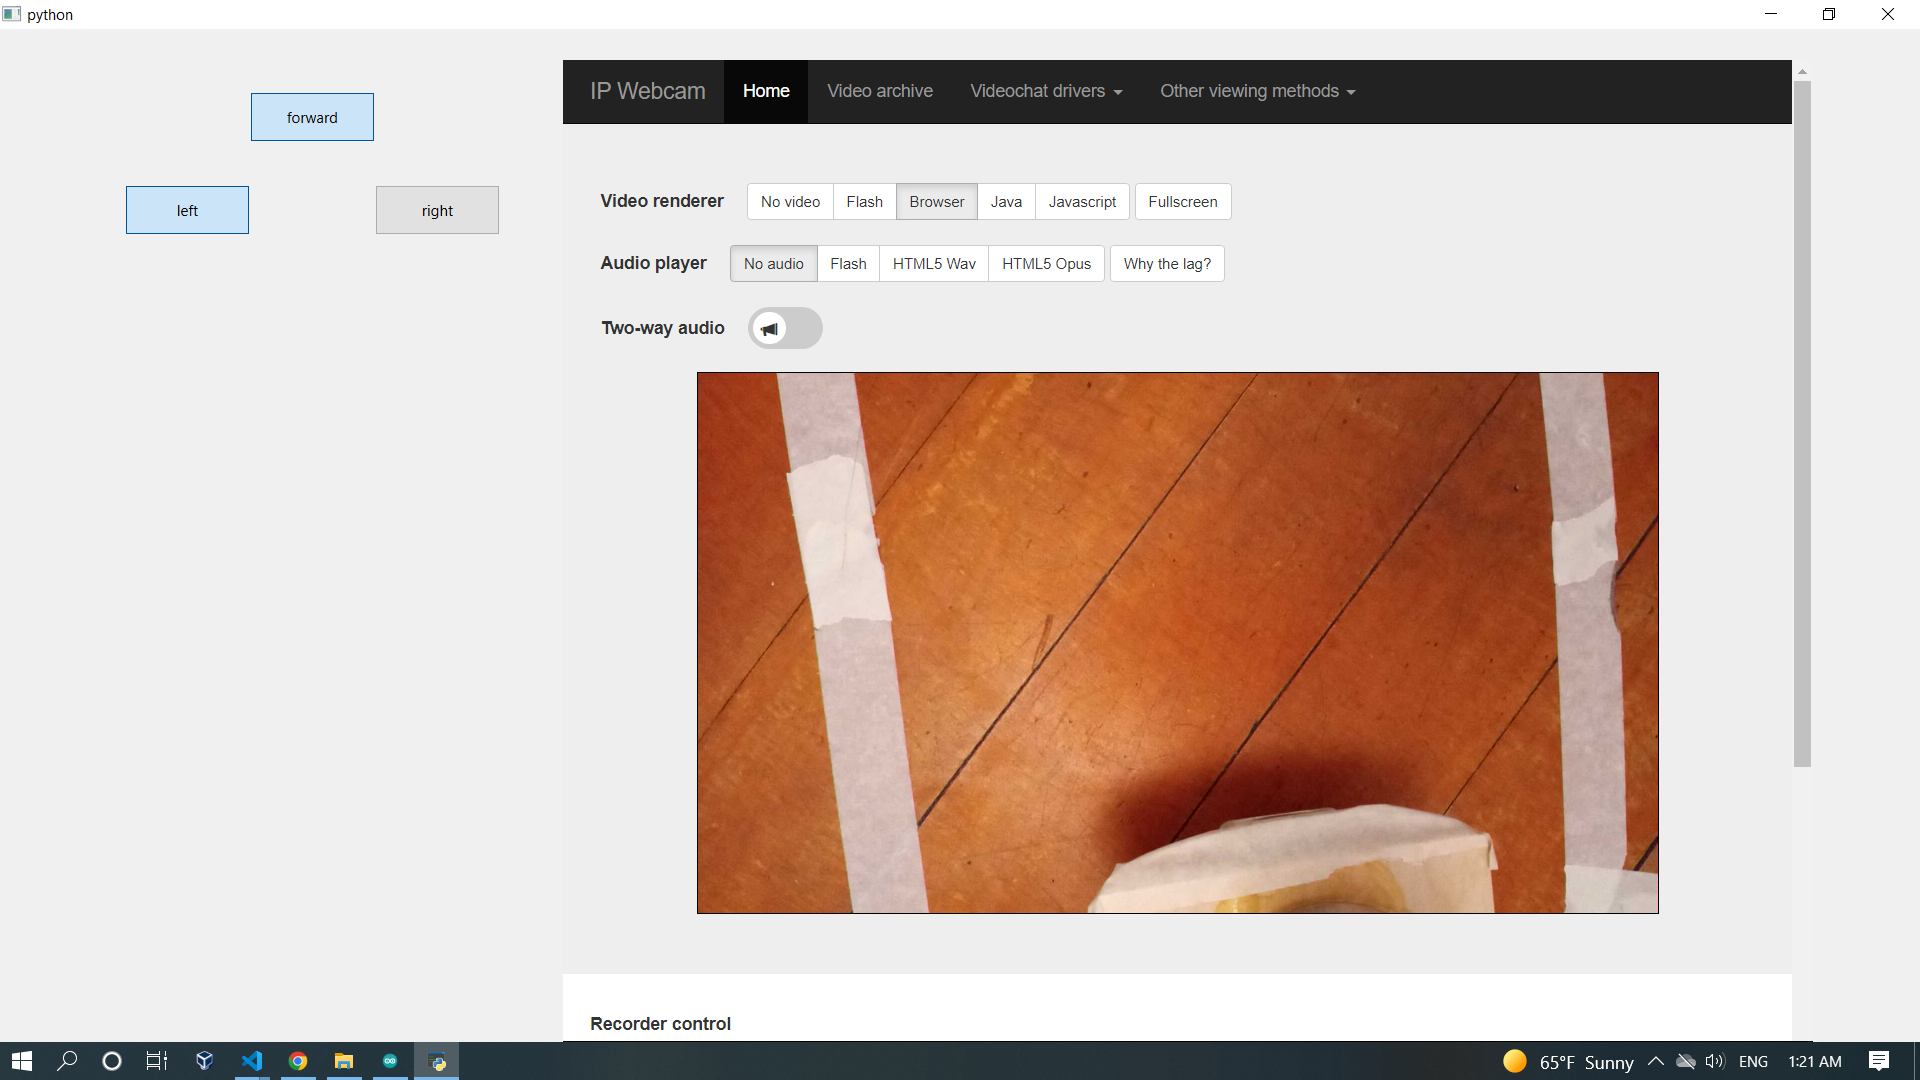 python
forward
left
right
IP Webcam Home Video archive Videochat drivers Other viewing methods
Video renderer No video Flash Browser Java Javascript Fullscreen
Audio player No audio Flash HTML5 Wav HTML5 Opus Why the lag?
Two-way audio
Recorder control
65°F Sunny ENG 1:21 AM